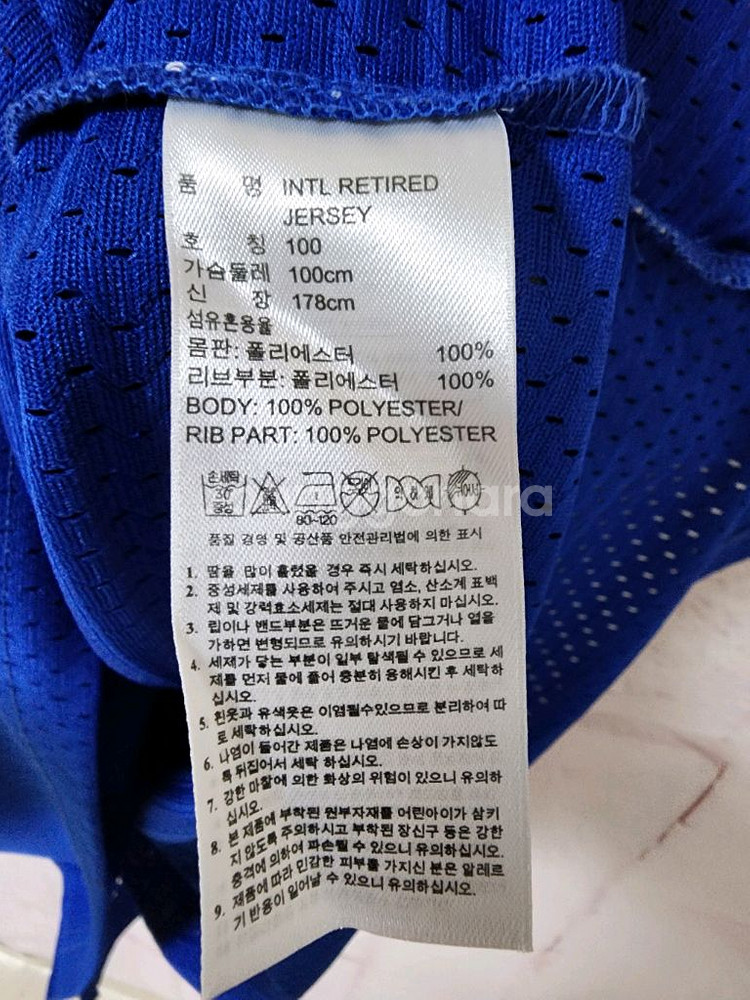 품 명 INTL RETIRED
JERSEY
호 칭 100
가슴둘레 100cm
신 장 178cm
섬유혼용율
몸판: 폴리에스터 100%
리브부분: 폴리에스터 100%
BODY: 100% POLYESTER/
RIB PART: 100% POLYESTER
손세탁
30
중성
80~120
드라이
약하게
뉘어서
품질 경영 및 공산품 안전관리법에 의한 표시
1. 땀을 많이 흘렸을 경우 즉시 세탁하십시오.
2. 중성세제를 사용하여 주시고 염소, 산소계 표백
제 및 강력효소세제는 절대 사용하지 마십시오.
3. 립이나 밴드부분은 뜨거운 물에 담그거나 열을
가하면 변형되므로 유의하시기 바랍니다.
4. 세제가 닿는 부분이 일부 탈색될 수 있으므로 세
제를 먼저 물에 풀어 충분히 용해시킨 후 세탁하
십시오.
5. 흰옷과 유색옷은 이염될수있으므로 분리하여 따
로 세탁하십시오.
6. 나염이 들어간 제품은 나염에 손상이 가지않도
록 뒤집어서 세탁 하십시오.
7. 강한 마찰에 의한 화상의 위험이 있으니 유의하
십시오.
8. 본 제품에 부착된 원부자재를 어린아이가 삼키
지 않도록 주의하시고 부착된 장신구 등은 강한
충격에 의하여 파손될 수 있으니 유의하십시오.
9. 제품에 따라 민감한 피부를 가지신 분은 알레르
기 반응이 일어날 수 있으니 유의하십시오.